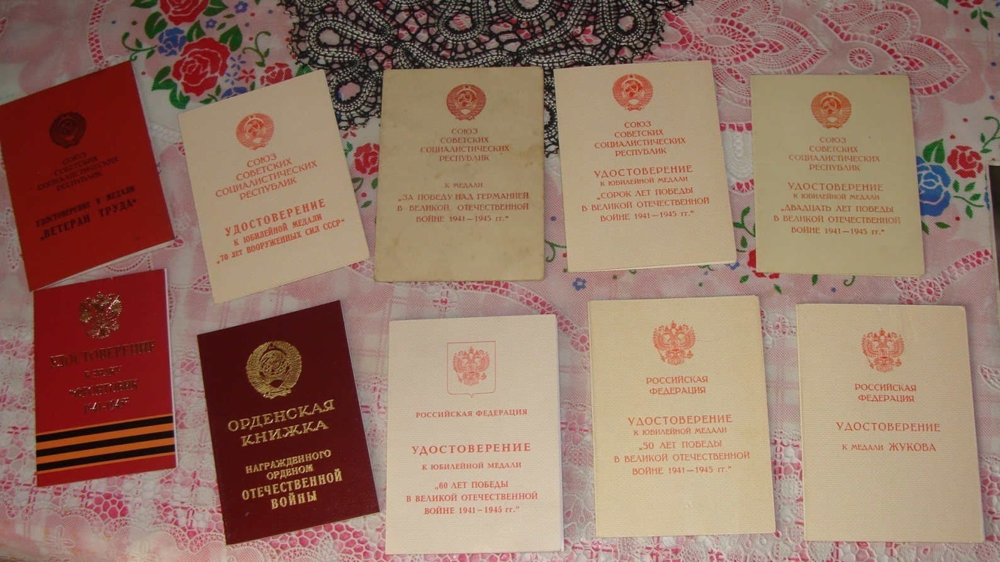 СОЮЗ
СОВЕТСКИХ
СОЦИАЛИСТИЧЕСКИХ
РЕСПУБЛИК
УДОСТОВЕРЕНИЕ К МЕДАЛИ
„ВЕТЕРАН ТРУДА“
СОЮЗ
СОВЕТСКИХ
СОЦИАЛИСТИЧЕСКИХ
РЕСПУБЛИК
УДОСТОВЕРЕНИЕ
К ЮБИЛЕЙНОЙ МЕДАЛИ
„70 ЛЕТ ВООРУЖЕННЫХ СИЛ СССР“
СОЮЗ
СОВЕТСКИХ
СОЦИАЛИСТИЧЕСКИХ
РЕСПУБЛИК
К МЕДАЛИ
„ЗА ПОБЕДУ НАД ГЕРМАНИЕЙ
В ВЕЛИКОЙ ОТЕЧЕСТВЕННОЙ
ВОЙНЕ 1941—1945 гг.“
СОЮЗ
СОВЕТСКИХ
СОЦИАЛИСТИЧЕСКИХ
РЕСПУБЛИК
УДОСТОВЕРЕНИЕ
К ЮБИЛЕЙНОЙ МЕДАЛИ
„СОРОК ЛЕТ ПОБЕДЫ
В ВЕЛИКОЙ ОТЕЧЕСТВЕННОЙ
ВОЙНЕ 1941—1945 гг.“
СОЮЗ
СОВЕТСКИХ
СОЦИАЛИСТИЧЕСКИХ
РЕСПУБЛИК
УДОСТОВЕРЕНИЕ
К ЮБИЛЕЙНОЙ МЕДАЛИ
„ДВАДЦАТЬ ЛЕТ ПОБЕДЫ
В ВЕЛИКОЙ ОТЕЧЕСТВЕННОЙ
ВОЙНЕ 1941—1945 гг.“
УДОСТОВЕРЕНИЕ
К ЗНАКУ
"ФРОНТОВИК
1941-1945"
ОРДЕНСКАЯ
КНИЖКА
НАГРАЖДЕННОГО
ОРДЕНОМ
ОТЕЧЕСТВЕННОЙ
ВОЙНЫ
РОССИЙСКАЯ ФЕДЕРАЦИЯ
УДОСТОВЕРЕНИЕ
К ЮБИЛЕЙНОЙ МЕДАЛИ
„60 ЛЕТ ПОБЕДЫ
В ВЕЛИКОЙ ОТЕЧЕСТВЕННОЙ
ВОЙНЕ 1941–1945 гг.“
РОССИЙСКАЯ
ФЕДЕРАЦИЯ
УДОСТОВЕРЕНИЕ
К ЮБИЛЕЙНОЙ МЕДАЛИ
„50 ЛЕТ ПОБЕДЫ
В ВЕЛИКОЙ ОТЕЧЕСТВЕННОЙ
ВОЙНЕ 1941—1945 гг.“
РОССИЙСКАЯ
ФЕДЕРАЦИЯ
УДОСТОВЕРЕНИЕ
К МЕДАЛИ ЖУКОВА